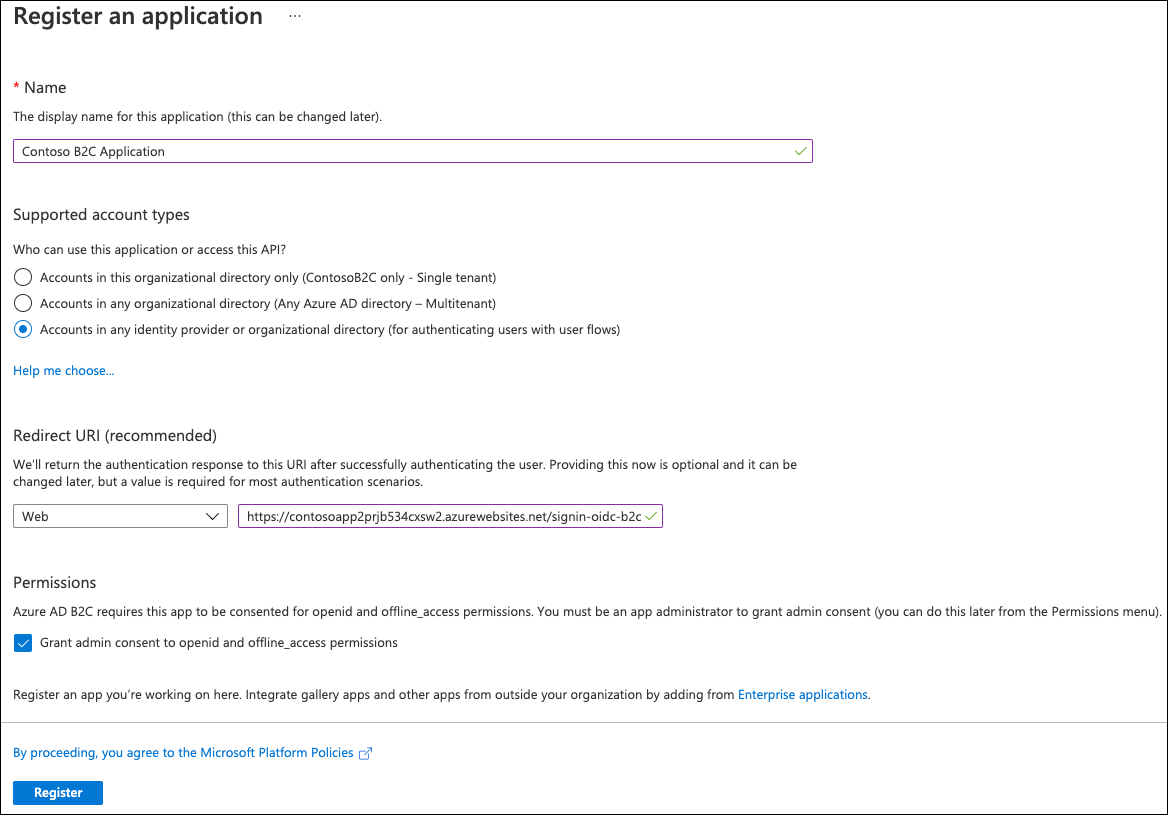 Register an application ...
* Name
The display name for this application (this can be changed later).
Contoso B2C Application
Supported account types
Who can use this application or access this API?
Accounts in this organizational directory only (ContosoB2C only - Single tenant)
Accounts in any organizational directory (Any Azure AD directory – Multitenant)
Accounts in any identity provider or organizational directory (for authenticating users with user flows)
Help me choose...
Redirect URI (recommended)
We’ll return the authentication response to this URI after successfully authenticating the user. Providing this now is optional and it can be
changed later, but a value is required for most authentication scenarios.
Web https://contosoapp2prjb534cxsw2.azurewebsites.net/signin-oidc-b2c
Permissions
Azure AD B2C requires this app to be consented for openid and offline_access permissions. You must be an app administrator to grant admin consent (you can do this later from the Permissions menu).
Grant admin consent to openid and offline_access permissions
Register an app you’re working on here. Integrate gallery apps and other apps from outside your organization by adding from Enterprise applications.
By proceeding, you agree to the Microsoft Platform Policies
Register